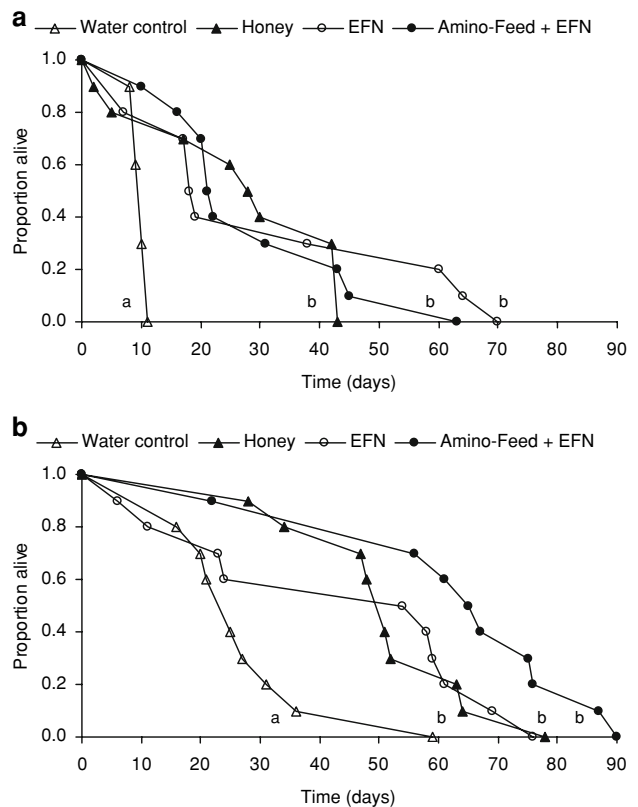 a
Water control Honey EFN Amino-Feed + EFN
1.0
0.8
0.6
0.4
0.2
0.0
Proportion alive
a b b b
0 10 20 30 40 50 60 70 80 90
Time (days)
b
Water control Honey EFN Amino-Feed + EFN
1.0
0.8
0.6
0.4
0.2
0.0
Proportion alive
a b b b
0 10 20 30 40 50 60 70 80 90
Time (days)